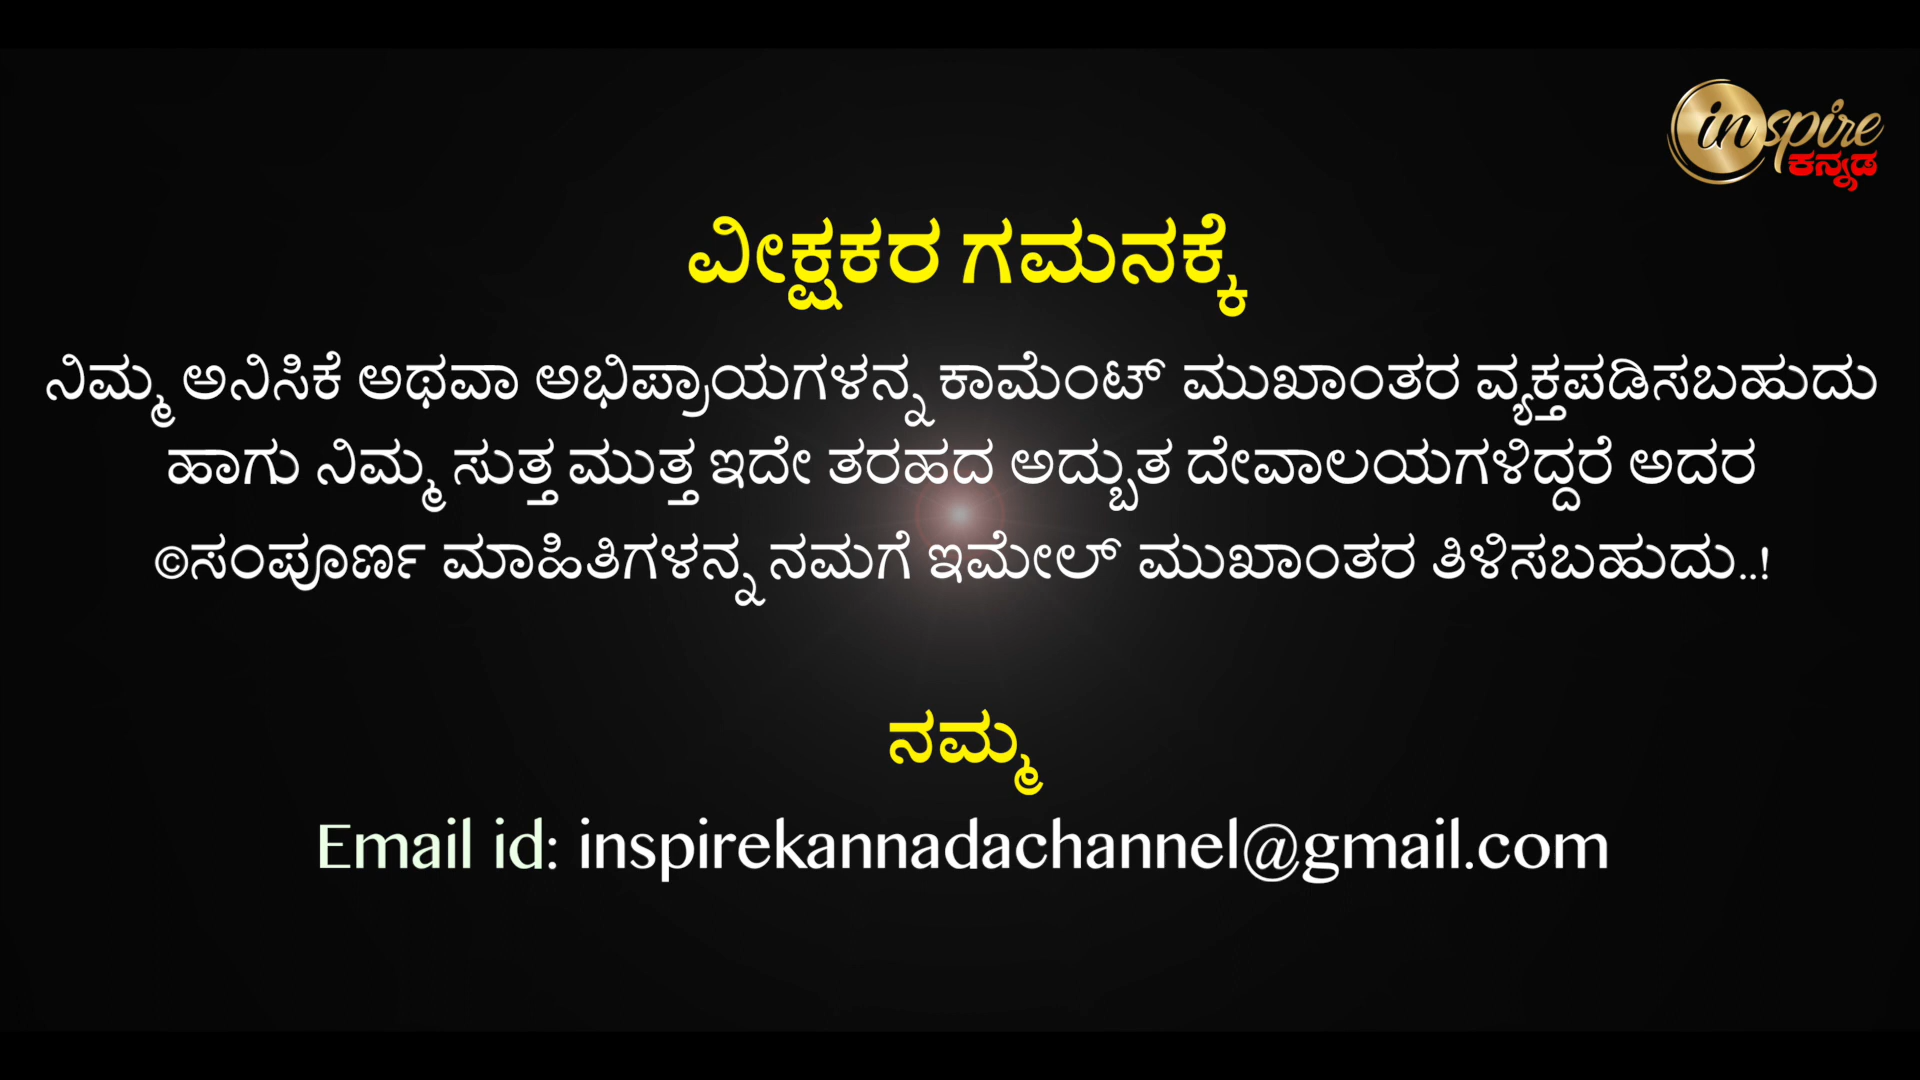 inspire
ಕನ್ನಡ
ವೀಕ್ಷಕರ ಗಮನಕ್ಕೆ
ನಿಮ್ಮ ಅನಿಸಿಕೆ ಅಥವಾ ಅಭಿಪ್ರಾಯಗಳನ್ನ ಕಾಮೆಂಟ್ ಮುಖಾಂತರ ವ್ಯಕ್ತಪಡಿಸಬಹುದು
ಹಾಗು ನಿಮ್ಮ ಸುತ್ತ ಮುತ್ತ ಇದೇ ತರಹದ ಅದ್ಬುತ ದೇವಾಲಯಗಳಿದ್ದರೆ ಅದರ
©ಸಂಪೂರ್ಣ ಮಾಹಿತಿಗಳನ್ನ ನಮಗೆ ಇಮೇಲ್ ಮುಖಾಂತರ ತಿಳಿಸಬಹುದು..!
ನಮ್ಮ
Email id: inspirekannadachannel@gmail.com